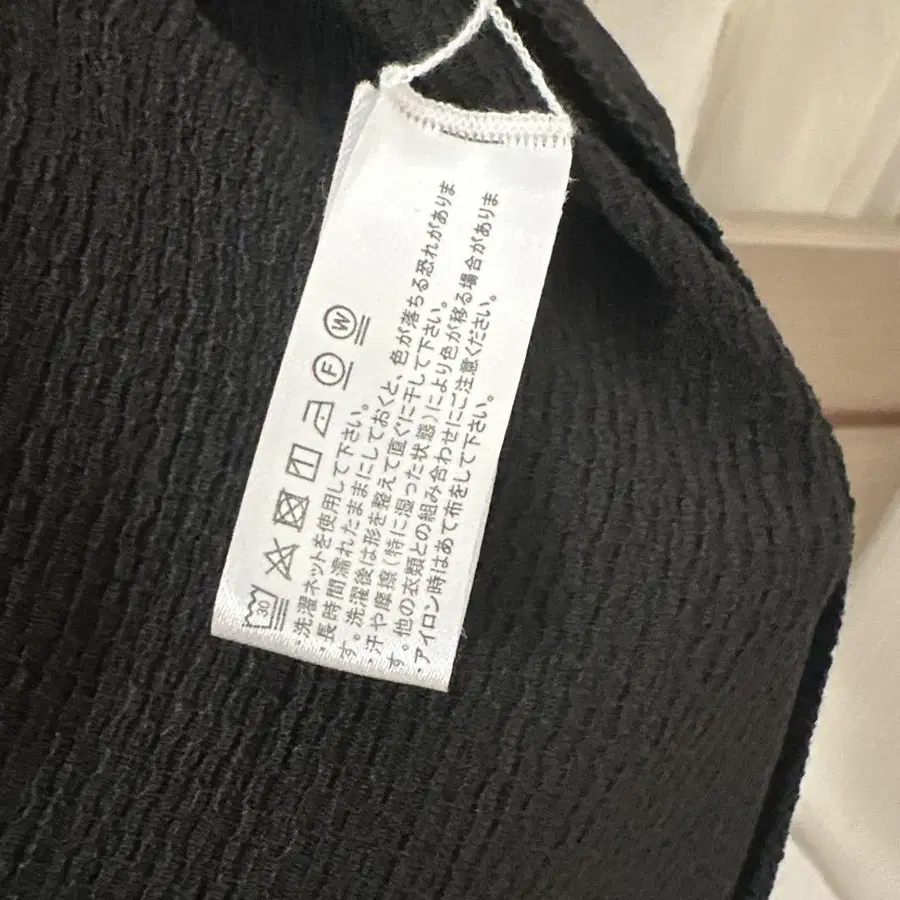 30 F W
・洗濯ネットを使用して下さい。
・長時間濡れたままにしておくと、色が落ちる恐れがありま
す。洗濯後は形を整えて直ぐに干して下さい。
・汗や摩擦(特に湿った状態)により色が移る場合がありま
す。他の衣類との組み合わせにご注意ください。
・アイロン時はあて布をして下さい。